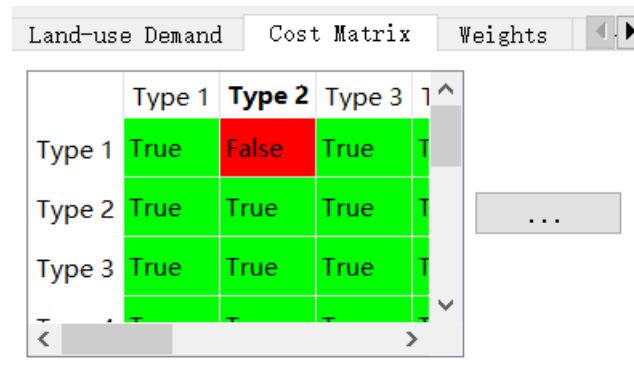 Land-use Demand Cost Matrix Weights
Type 1 Type 2 Type 3
Type 1 True False True
Type 2 True True True
...
Type 3 True True True